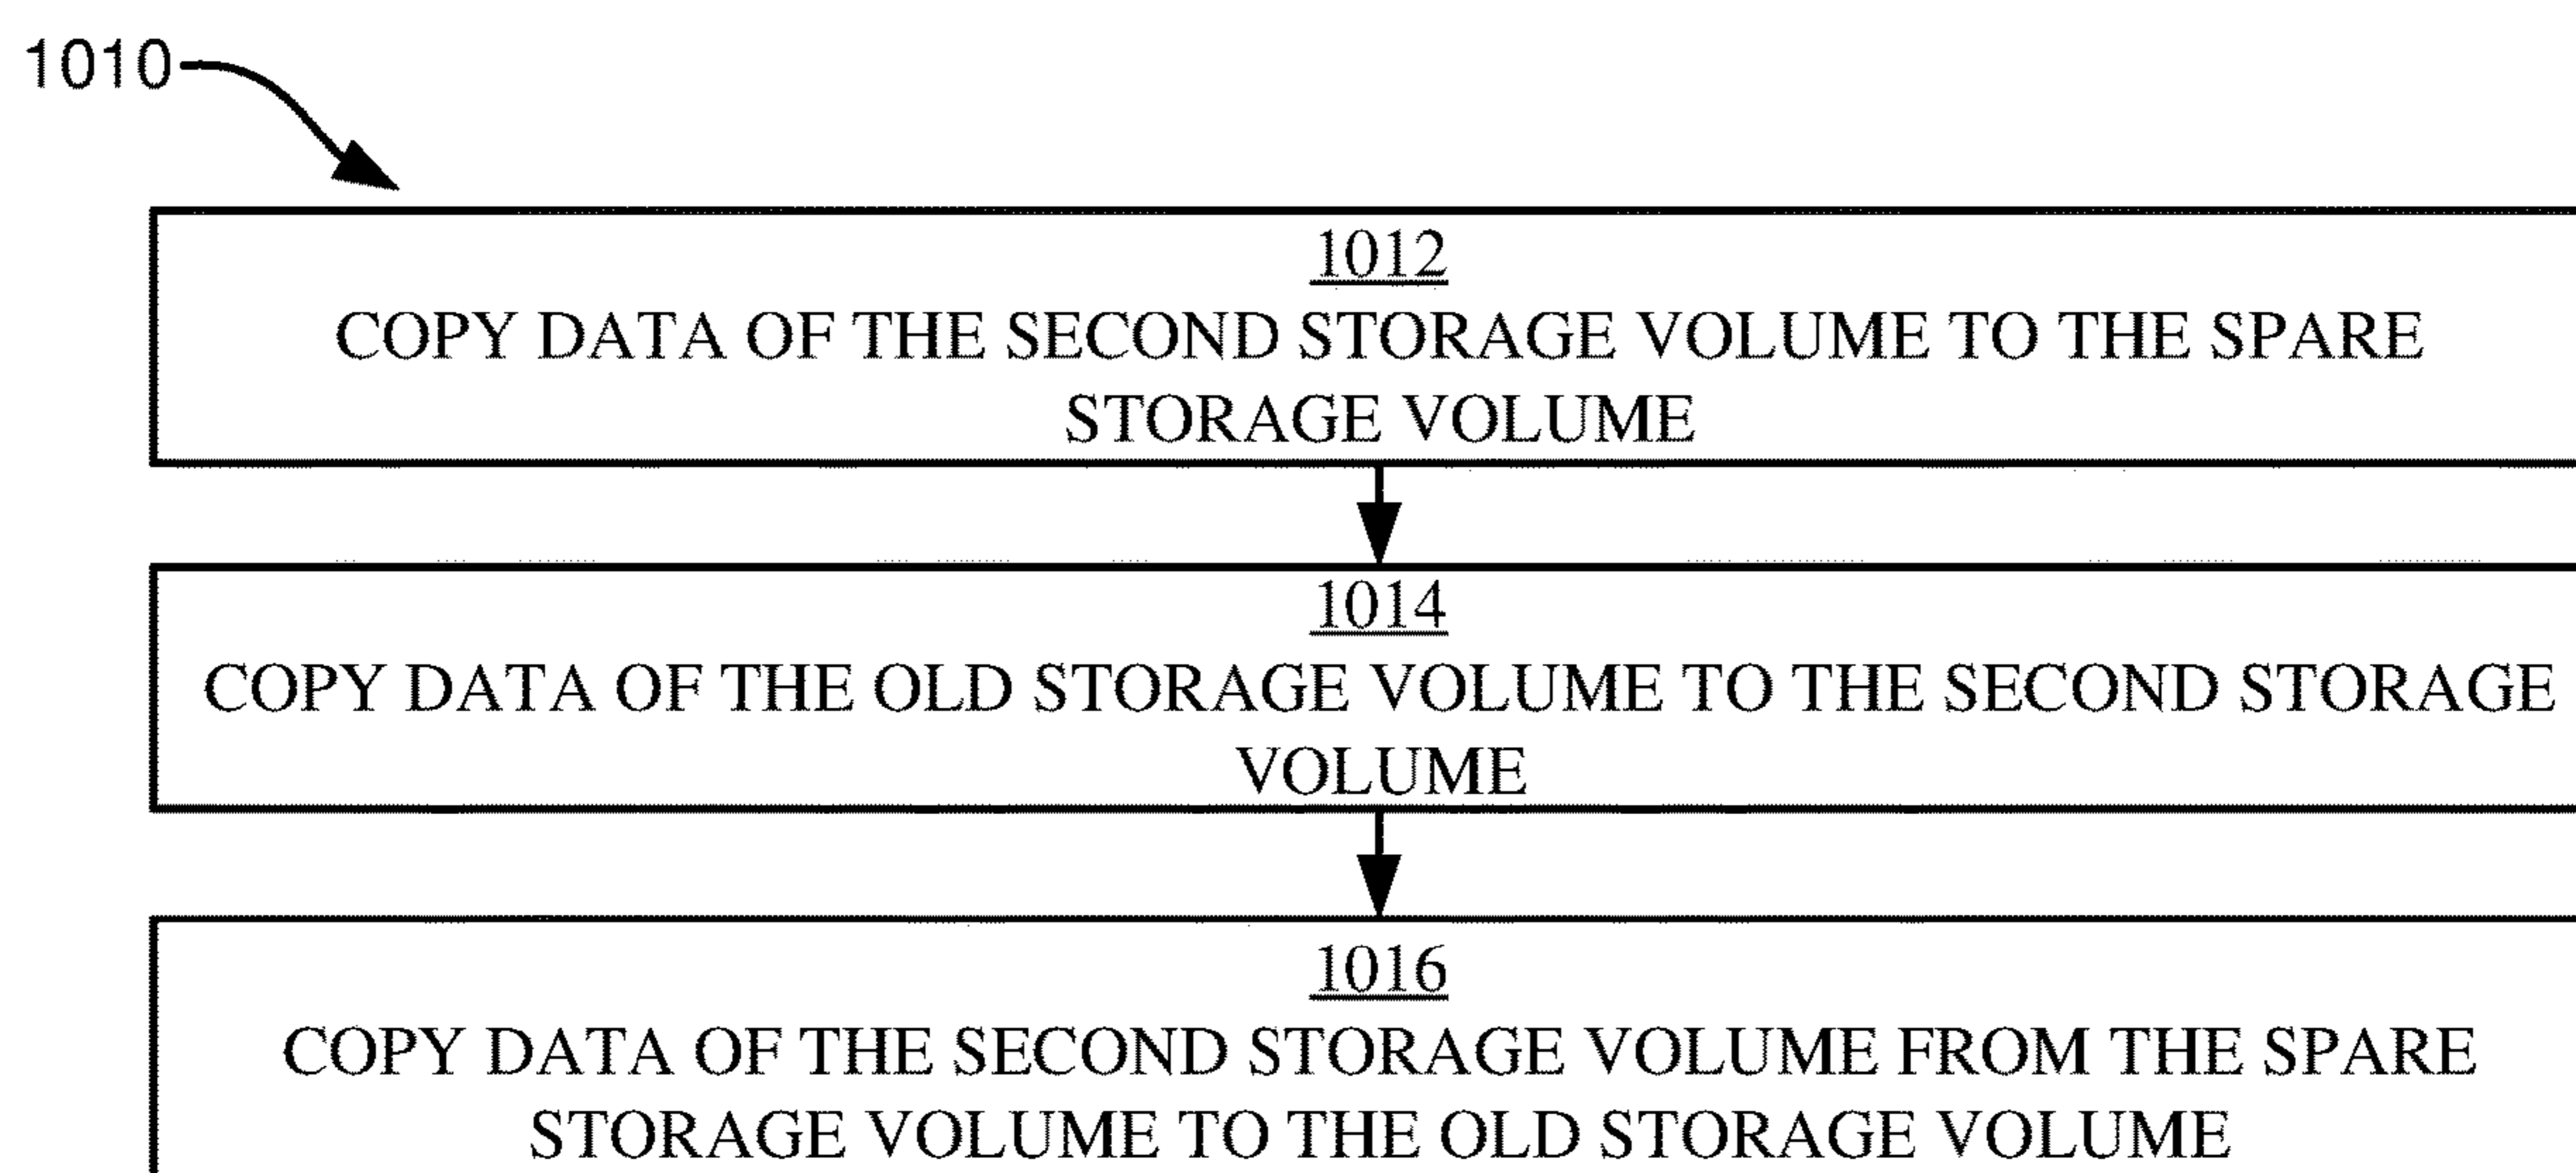 1010
1012
COPY DATA OF THE SECOND STORAGE VOLUME TO THE SPARE
STORAGE VOLUME
1014
COPY DATA OF THE OLD STORAGE VOLUME TO THE SECOND STORAGE
VOLUME
1016
COPY DATA OF THE SECOND STORAGE VOLUME FROM THE SPARE
STORAGE VOLUME TO THE OLD STORAGE VOLUME